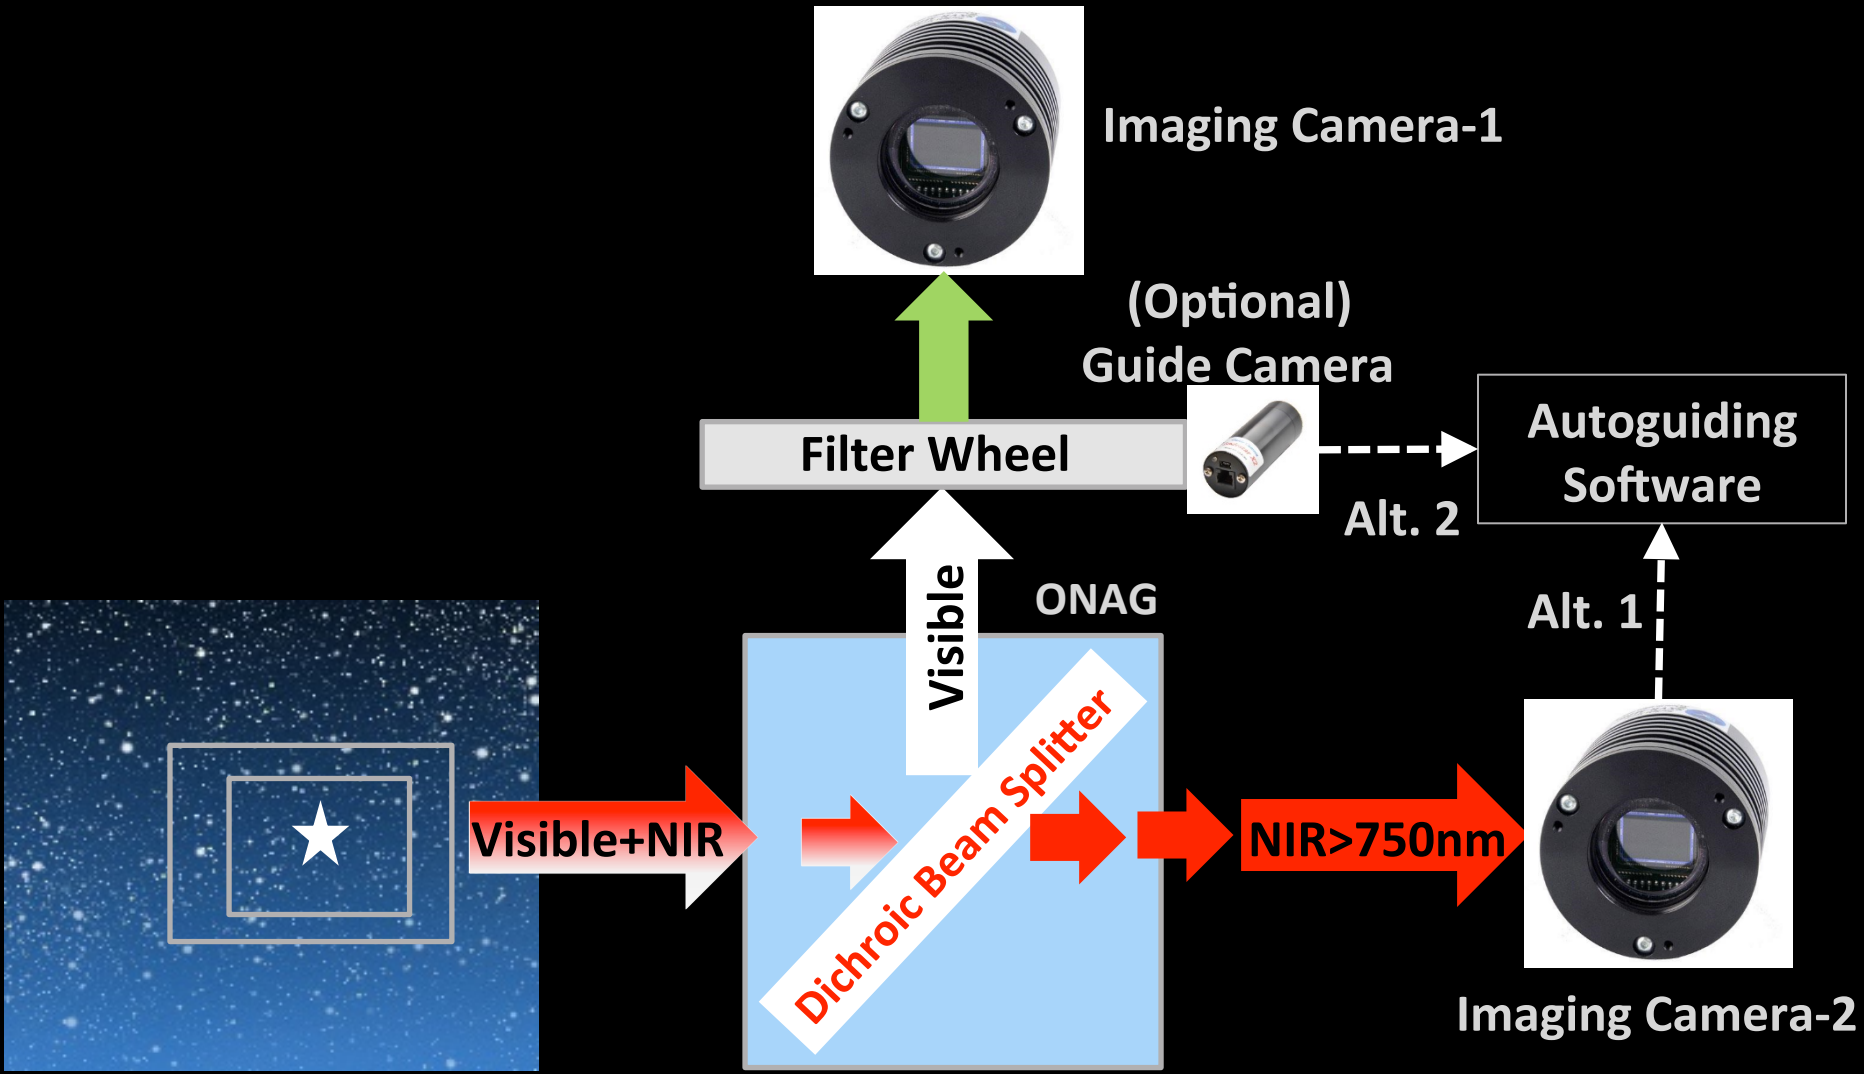 Imaging Camera-1
(Optional)
Guide Camera
Filter Wheel
Autoguiding
Software
Alt. 2
Visible
ONAG
Alt. 1
Visible+NIR
Dichroic Beam Splitter
NIR>750nm
Imaging Camera-2